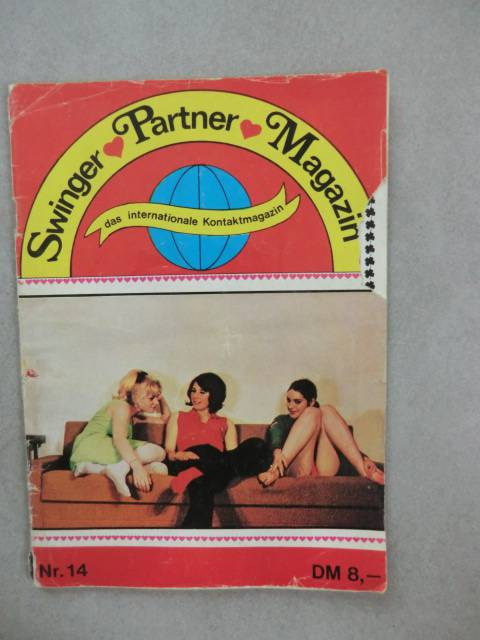 Swinger Partner Magazin
das internationale Kontaktmagazin
Nr. 14
DM 8,—